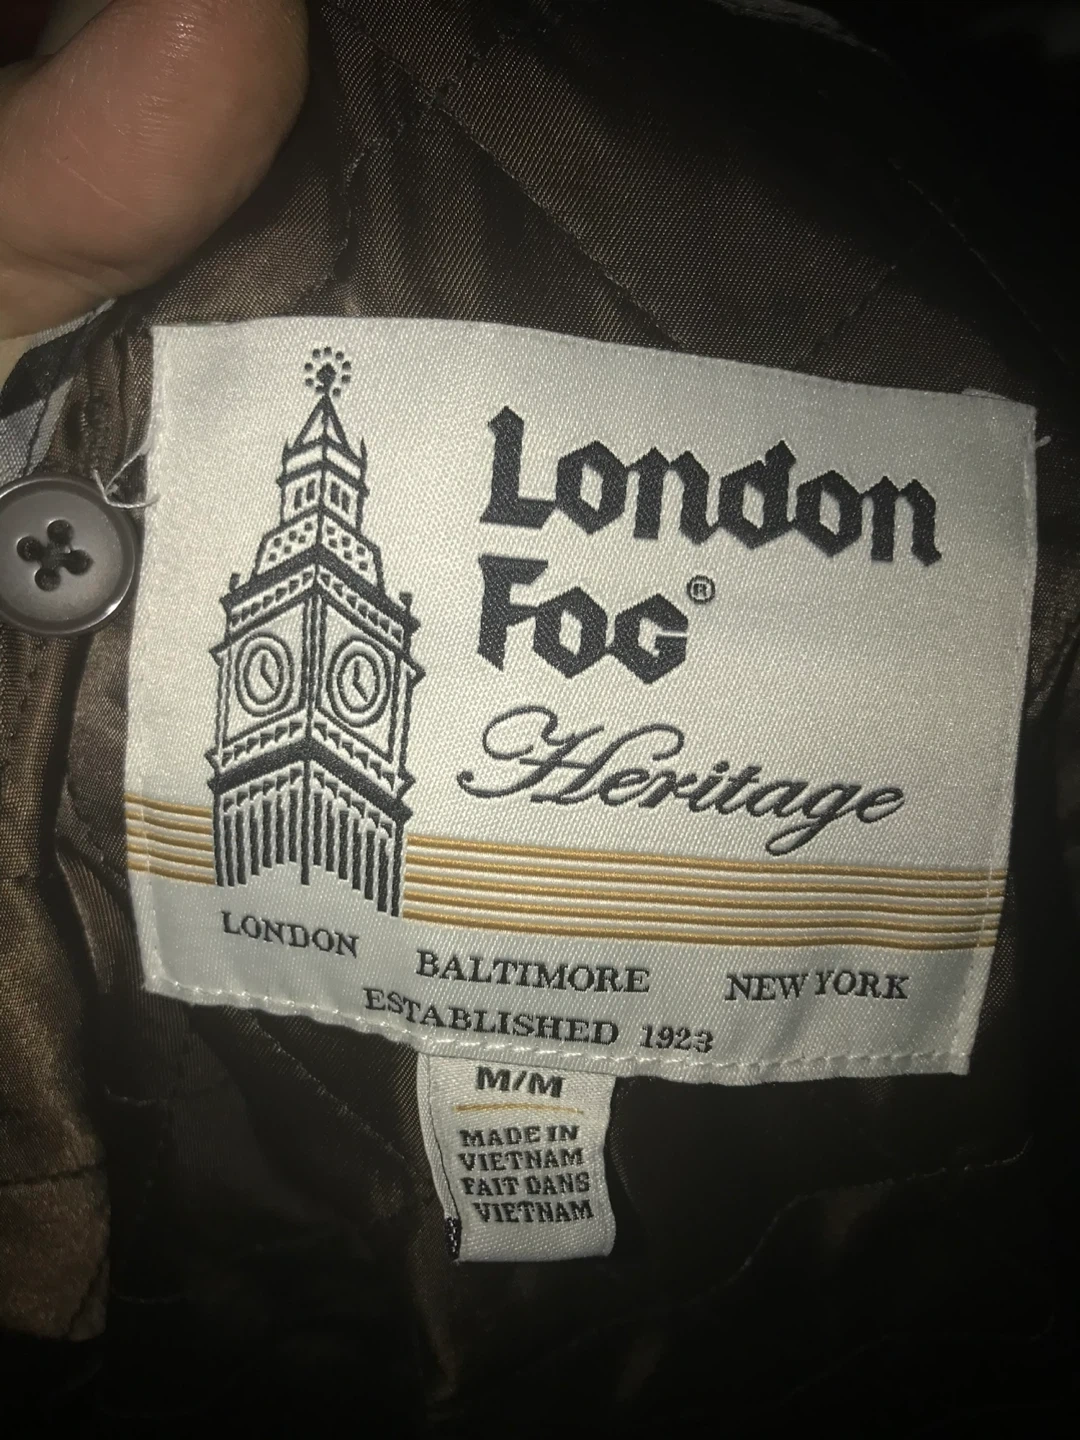 London
Fog®
Heritage
LONDON BALTIMORE NEW YORK
ESTABLISHED 1923
M/M
MADE IN
VIETNAM
FAIT DANS
VIETNAM